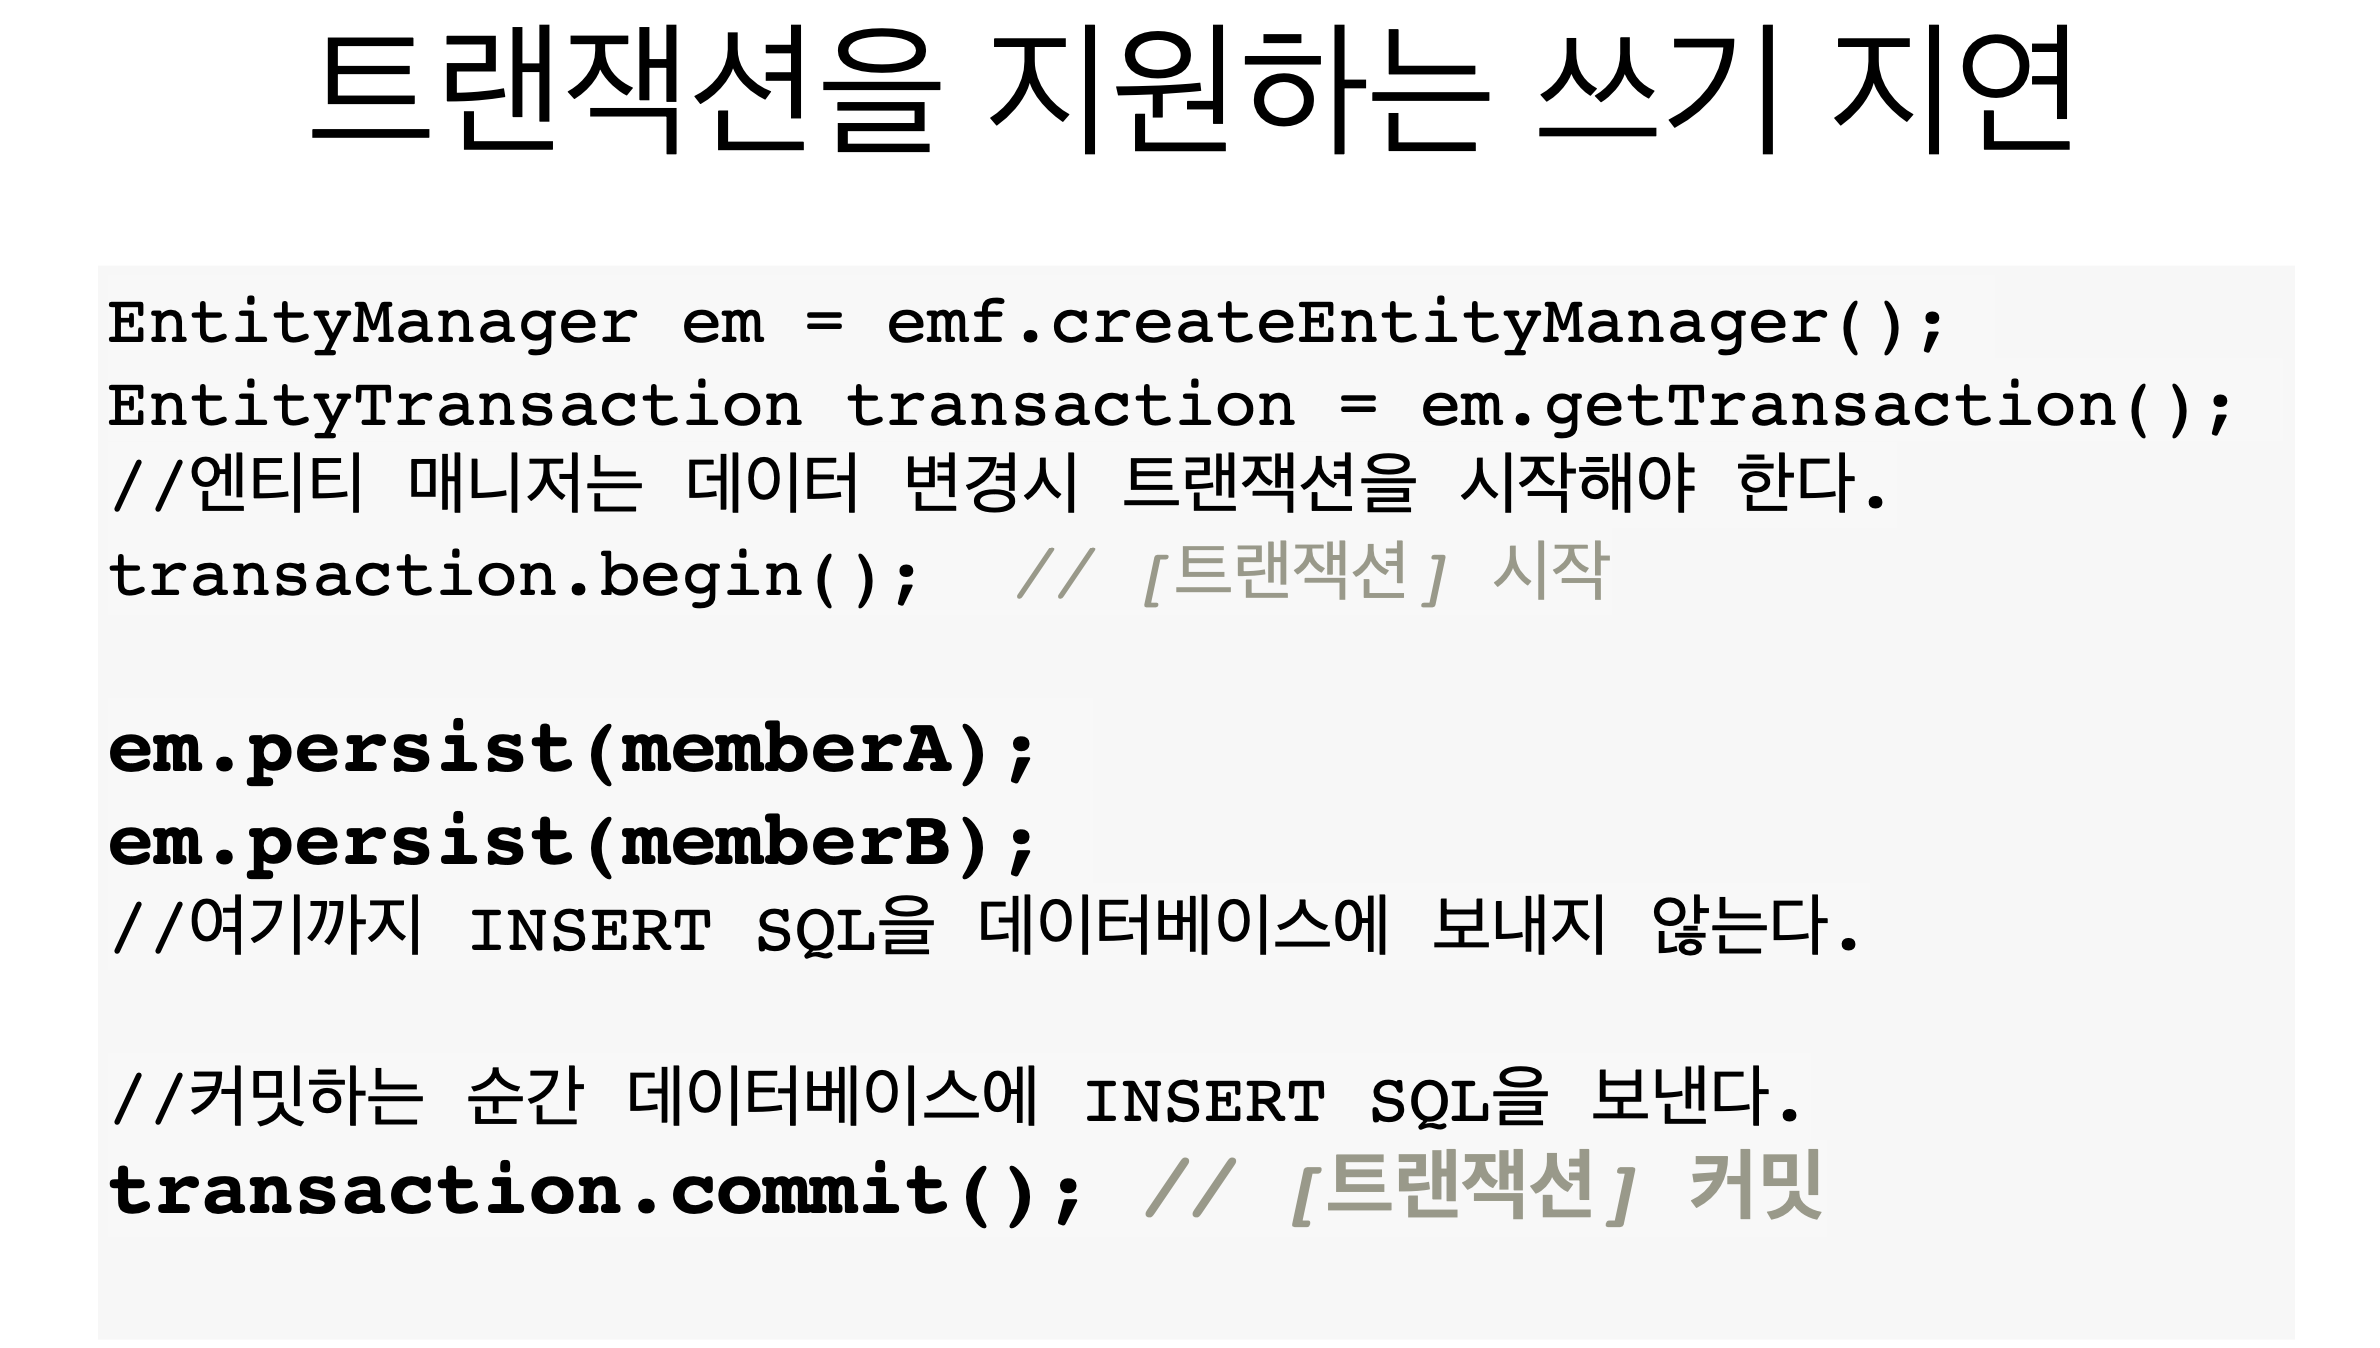 트랜잭션을 지원하는 쓰기 지연
EntityManager em = emf.createEntityManager();
EntityTransaction transaction = em.getTransaction();
//엔티티 매니저는 데이터 변경시 트랜잭션을 시작해야 한다.
transaction.begin();  // [트랜잭션] 시작
em.persist(memberA);
em.persist(memberB);
//여기까지 INSERT SQL을 데이터베이스에 보내지 않는다.
//커밋하는 순간 데이터베이스에 INSERT SQL을 보낸다.
transaction.commit(); // [트랜잭션] 커밋